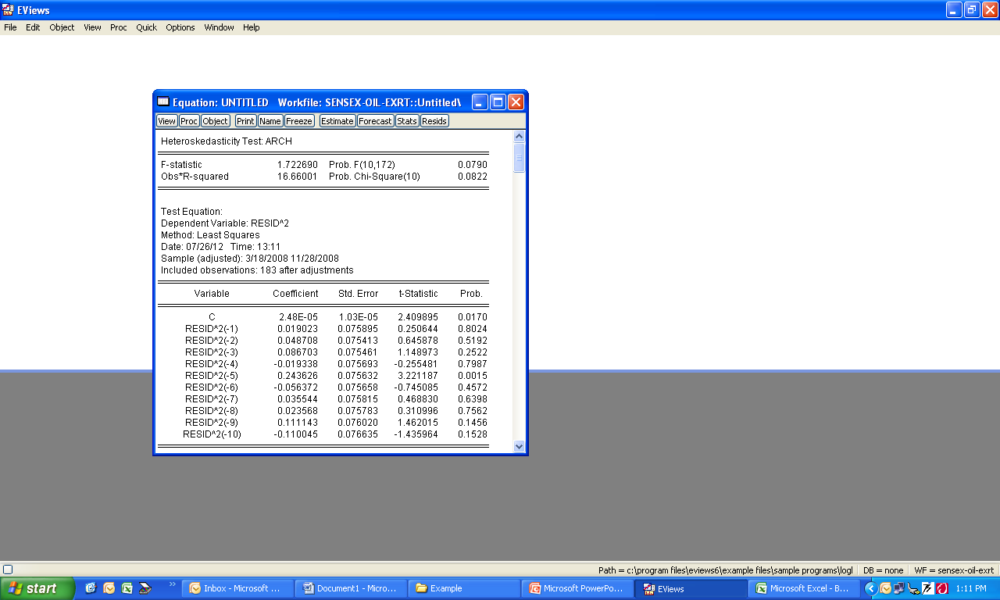 EViews
File Edit Object View Proc Quick Options Window Help
Equation: UNTITLED Workfile: SENSEX-OIL-EXRT::Untitled\
View Proc Object Print Name Freeze Estimate Forecast Stats Resids
Heteroskedasticity Test: ARCH
F-statistic 1.722690 Prob. F(10,172) 0.0790
Obs*R-squared 16.66001 Prob. Chi-Square(10) 0.0822
Test Equation:
Dependent Variable: RESID^2
Method: Least Squares
Date: 07/26/12 Time: 13:11
Sample (adjusted): 3/18/2008 11/28/2008
Included observations: 183 after adjustments
Variable Coefficient Std. Error t-Statistic Prob.
C 2.48E-05 1.03E-05 2.409895 0.0170
RESID^2(-1) 0.019023 0.075895 0.250644 0.8024
RESID^2(-2) 0.048708 0.075413 0.645878 0.5192
RESID^2(-3) 0.086703 0.075461 1.148973 0.2522
RESID^2(-4) -0.019338 0.075693 -0.255481 0.7987
RESID^2(-5) 0.243626 0.075632 3.221187 0.0015
RESID^2(-6) -0.056372 0.075658 -0.745085 0.4572
RESID^2(-7) 0.035544 0.075815 0.468830 0.6398
RESID^2(-8) 0.023568 0.075783 0.310996 0.7562
RESID^2(-9) 0.111143 0.076020 1.462015 0.1456
RESID^2(-10) -0.110045 0.076635 -1.435964 0.1528
Path = c:\program files\eviews6\example files\sample programs\logl DB = none WF = sensex-oil-exrt
start Inbox - Microsoft ... Document1 - Micro... Example Microsoft PowerPo... EViews Microsoft Excel - B... 1:11 PM